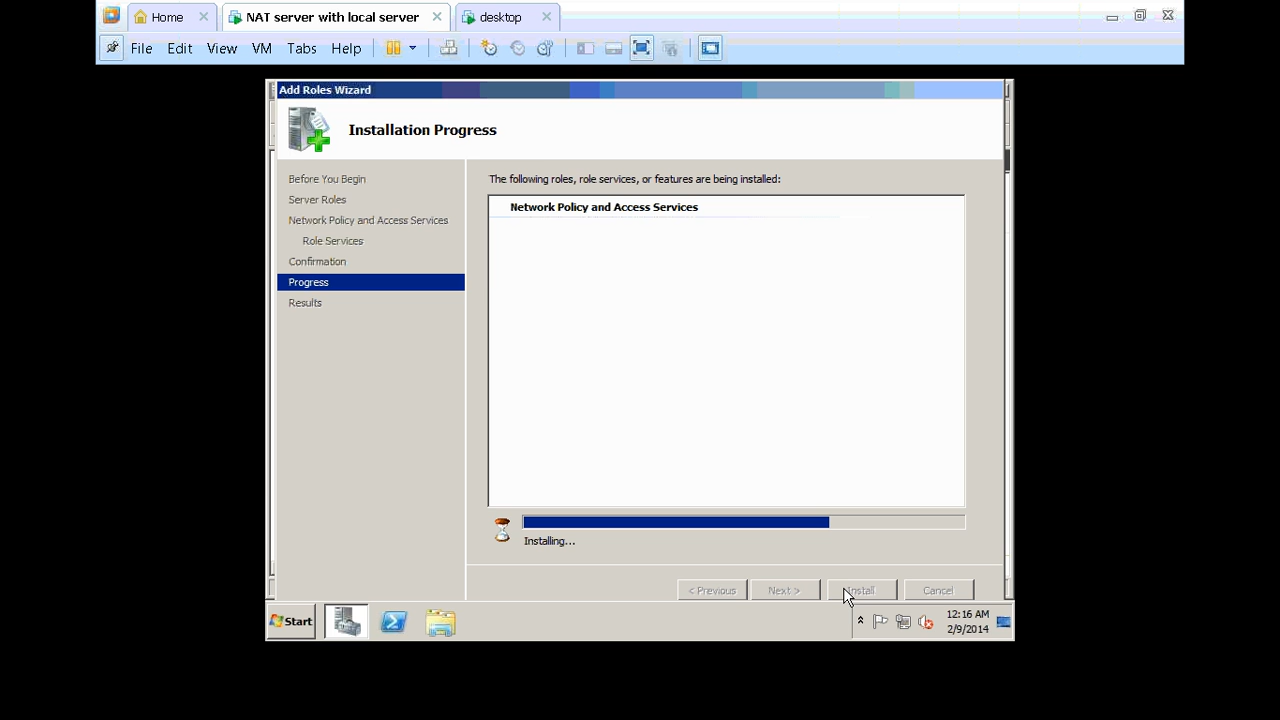 Home
NAT server with local server
desktop
File Edit View VM Tabs Help
Add Roles Wizard
Installation Progress
Before You Begin
Server Roles
Network Policy and Access Services
Role Services
Confirmation
Progress
Results
The following roles, role services, or features are being installed:
Network Policy and Access Services
Installing...
< Previous
Next >
Install
Cancel
Start
12:16 AM
2/9/2014